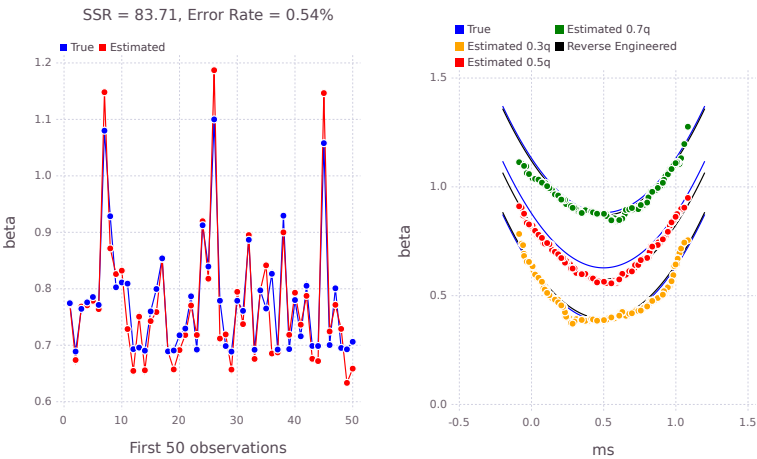 SSR = 83.71, Error Rate = 0.54%
True Estimated
1.2
1.1
1.0
0.9
0.8
0.7
0.6
beta
0 10 20 30 40 50
First 50 observations
True Estimated 0.7q
Estimated 0.3q Reverse Engineered
Estimated 0.5q
1.5
1.0
0.5
0.0
beta
-0.5 0.0 0.5 1.0 1.5
ms